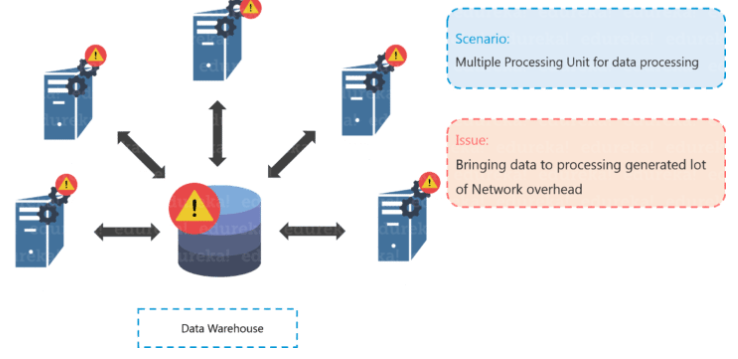 Scenario:
Multiple Processing Unit for data processing
Issue:
Bringing data to processing generated lot
of Network overhead
Data Warehouse